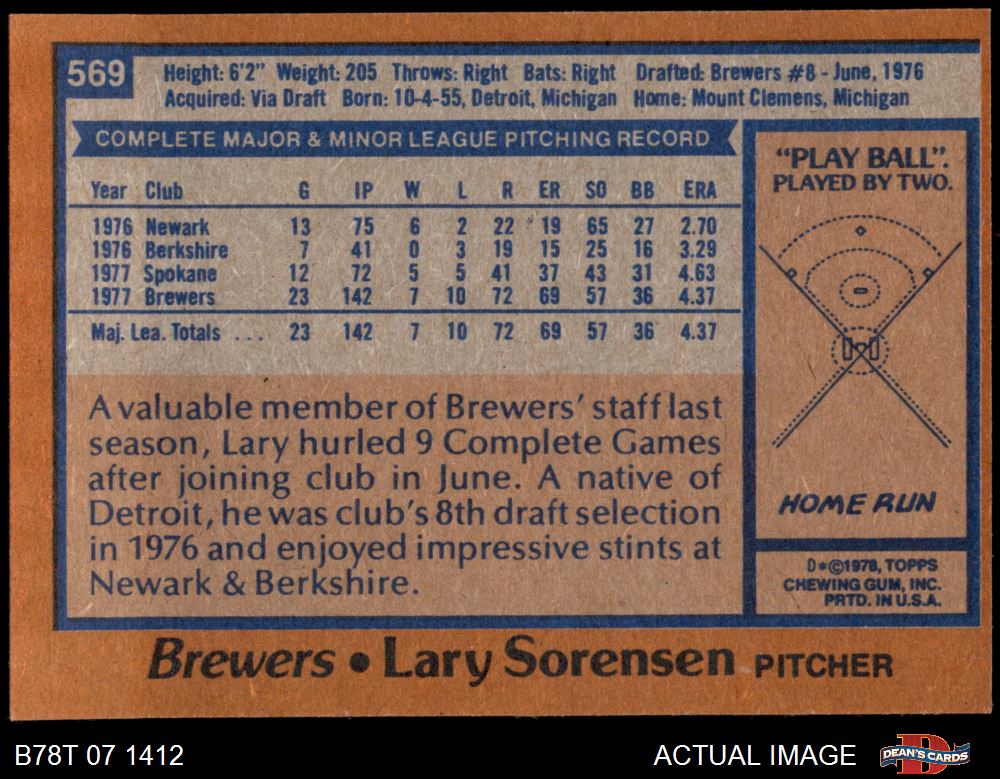 569
Height: 6'2" Weight: 205 Throws: Right Bats: Right Drafted: Brewers #8 - June, 1976
Acquired: Via Draft Born: 10-4-55, Detroit, Michigan Home: Mount Clemens, Michigan
COMPLETE MAJOR & MINOR LEAGUE PITCHING RECORD
Year Club G IP W L R ER SO BB ERA
1976 Newark 13 75 6 2 22 19 65 27 2.70
1976 Berkshire 7 41 0 3 19 15 25 16 3.29
1977 Spokane 12 72 5 5 41 37 43 31 4.63
1977 Brewers 23 142 7 10 72 69 57 36 4.37
Maj. Lea. Totals ... 23 142 7 10 72 69 57 36 4.37
A valuable member of Brewers' staff last
season, Lary hurled 9 Complete Games
after joining club in June. A native of
Detroit, he was club's 8th draft selection
in 1976 and enjoyed impressive stints at
Newark & Berkshire.
"PLAY BALL".
PLAYED BY TWO.
HOME RUN
D*©1978, TOPPS
CHEWING GUM, INC.
PRTD. IN U.S.A.
Brewers • Lary Sorensen PITCHER
B78T 07 1412 ACTUAL IMAGE DEAN'S CARDS